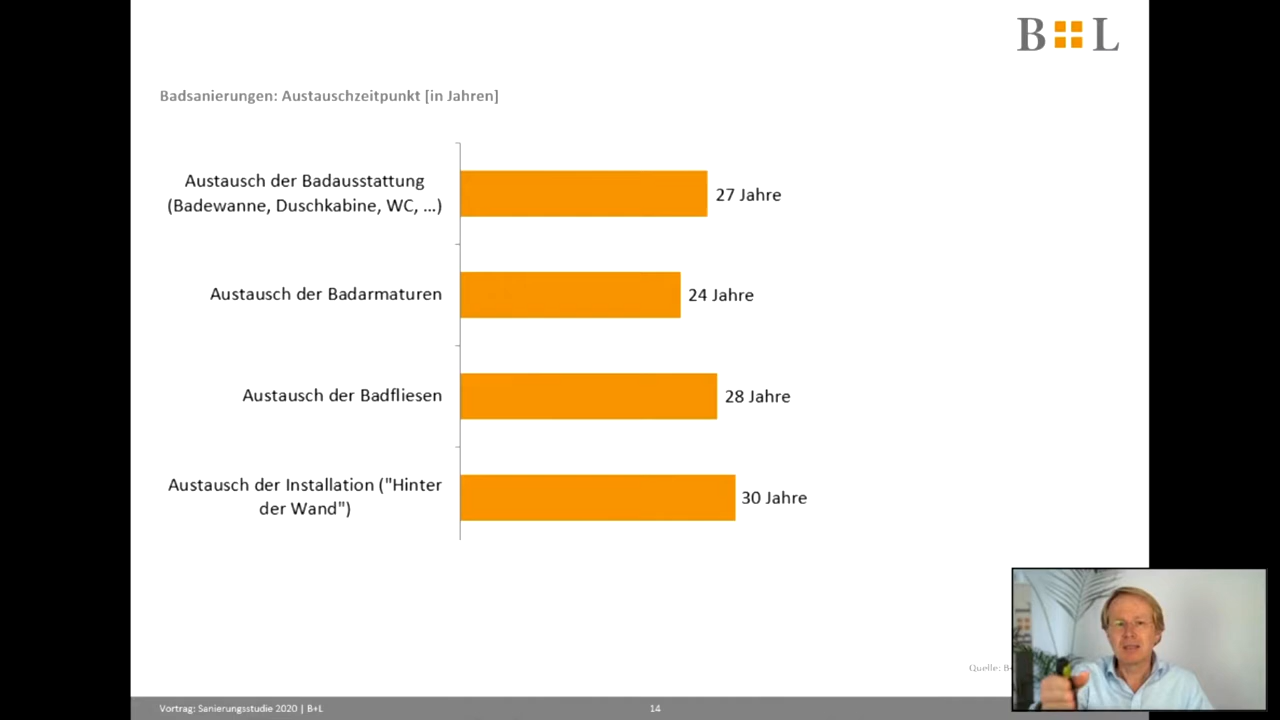 B L
Badsanierungen: Austauschzeitpunkt [in Jahren]
Austausch der Badausstattung
(Badewanne, Duschkabine, WC, ...)
27 Jahre
Austausch der Badarmaturen
24 Jahre
Austausch der Badfliesen
28 Jahre
Austausch der Installation ("Hinter
der Wand")
30 Jahre
Quelle:
Vortrag: Sanierungsstudie 2020 | B+L
14